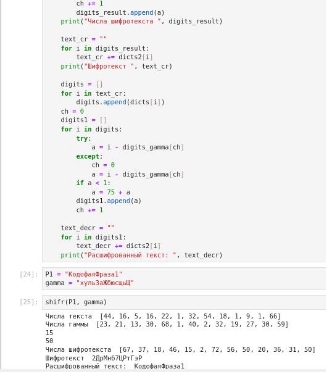 ch += 1
digits_result.append(a)
print("Числа шифротекста ", digits_result)
text_cr = ""
for i in digits_result:
text_cr += dicts2[i]
print("Шифротекст ", text_cr)
digits = []
for i in text_cr:
digits.append(dicts[i])
ch = 0
digits1 = []
for i in digits:
try:
a = i - digits_gamma[ch]
except:
ch = 0
a = i - digits_gamma[ch]
if a < 1:
a = 75 + a
digits1.append(a)
ch += 1
text_decr = ""
for i in digits1:
text_decr += dicts2[i]
print("Расшифрованный текст: ", text_decr)
[24]: P1 = "КодофаяФраза1"
gamma =
[25]: shifr(P1, gamma)
Числа текста [44, 16, 5, 16, 22, 1, 32, 54, 18, 1, 9, 1, 66]
Числа гаммы [23, 21, 13, 30, 68, 1, 40, 2, 32, 19, 27, 30, 59]
15
50
Числа шифротекста [67, 37, 18, 46, 15, 2, 72, 56, 50, 20, 36, 31, 50]
Шифротекст
Расшифрованный текст: КодофаяФраза1